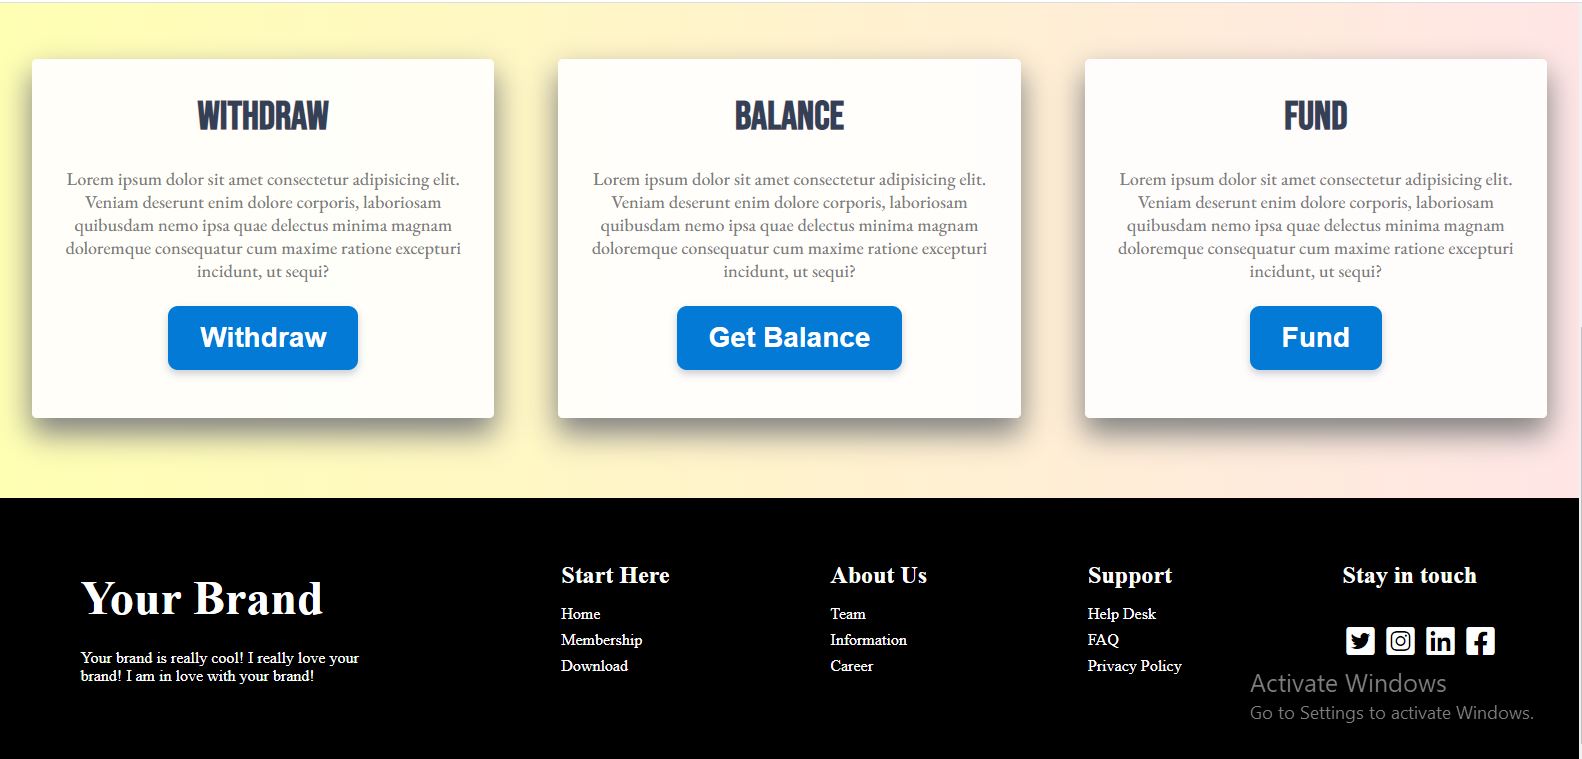 WITHDRAW
Lorem ipsum dolor sit amet consectetur adipisicing elit.
Veniam deserunt enim dolore corporis, laboriosam
quibusdam nemo ipsa quae delectus minima magnam
doloremque consequatur cum maxime ratione excepturi
incidunt, ut sequi?
Withdraw
BALANCE
Lorem ipsum dolor sit amet consectetur adipisicing elit.
Veniam deserunt enim dolore corporis, laboriosam
quibusdam nemo ipsa quae delectus minima magnam
doloremque consequatur cum maxime ratione excepturi
incidunt, ut sequi?
Get Balance
FUND
Lorem ipsum dolor sit amet consectetur adipisicing elit.
Veniam deserunt enim dolore corporis, laboriosam
quibusdam nemo ipsa quae delectus minima magnam
doloremque consequatur cum maxime ratione excepturi
incidunt, ut sequi?
Fund
Your Brand
Your brand is really cool! I really love your
brand! I am in love with your brand!
Start Here
Home
Membership
Download
About Us
Team
Information
Career
Support
Help Desk
FAQ
Privacy Policy
Stay in touch
Activate Windows
Go to Settings to activate Windows.